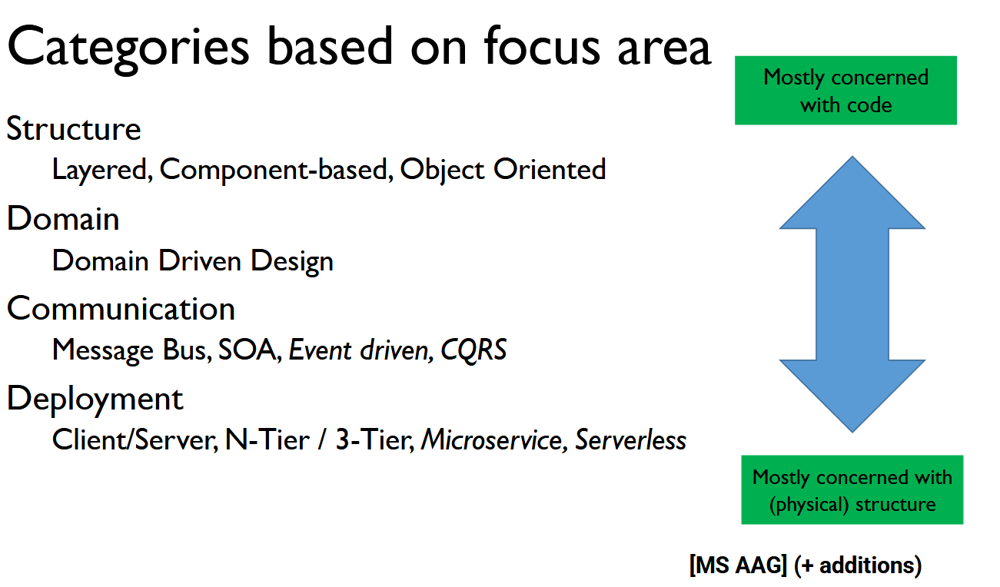 Categories based on focus area
Mostly concerned
with code
Structure
Layered, Component-based, Object Oriented
Domain
Domain Driven Design
Communication
Message Bus, SOA, Event driven, CQRS
Deployment
Client/Server, N-Tier / 3-Tier, Microservice, Serverless
Mostly concerned with
(physical) structure
[MS AAG] (+ additions)